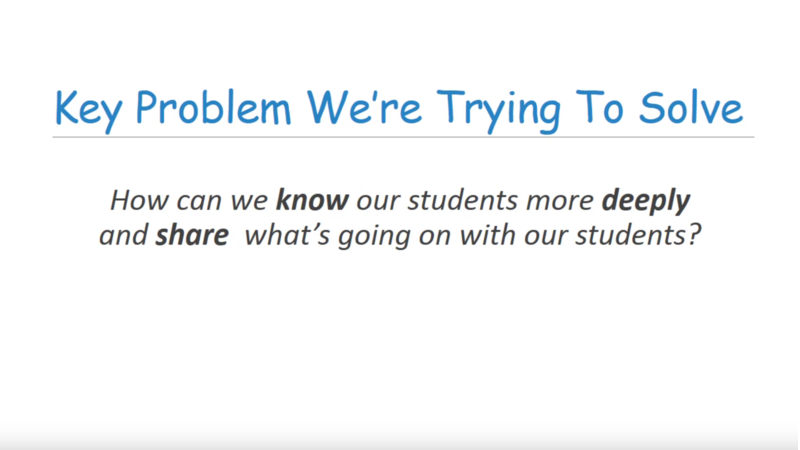 Key Problem We're Trying To Solve
How can we know our students more deeply
and share what's going on with our students?